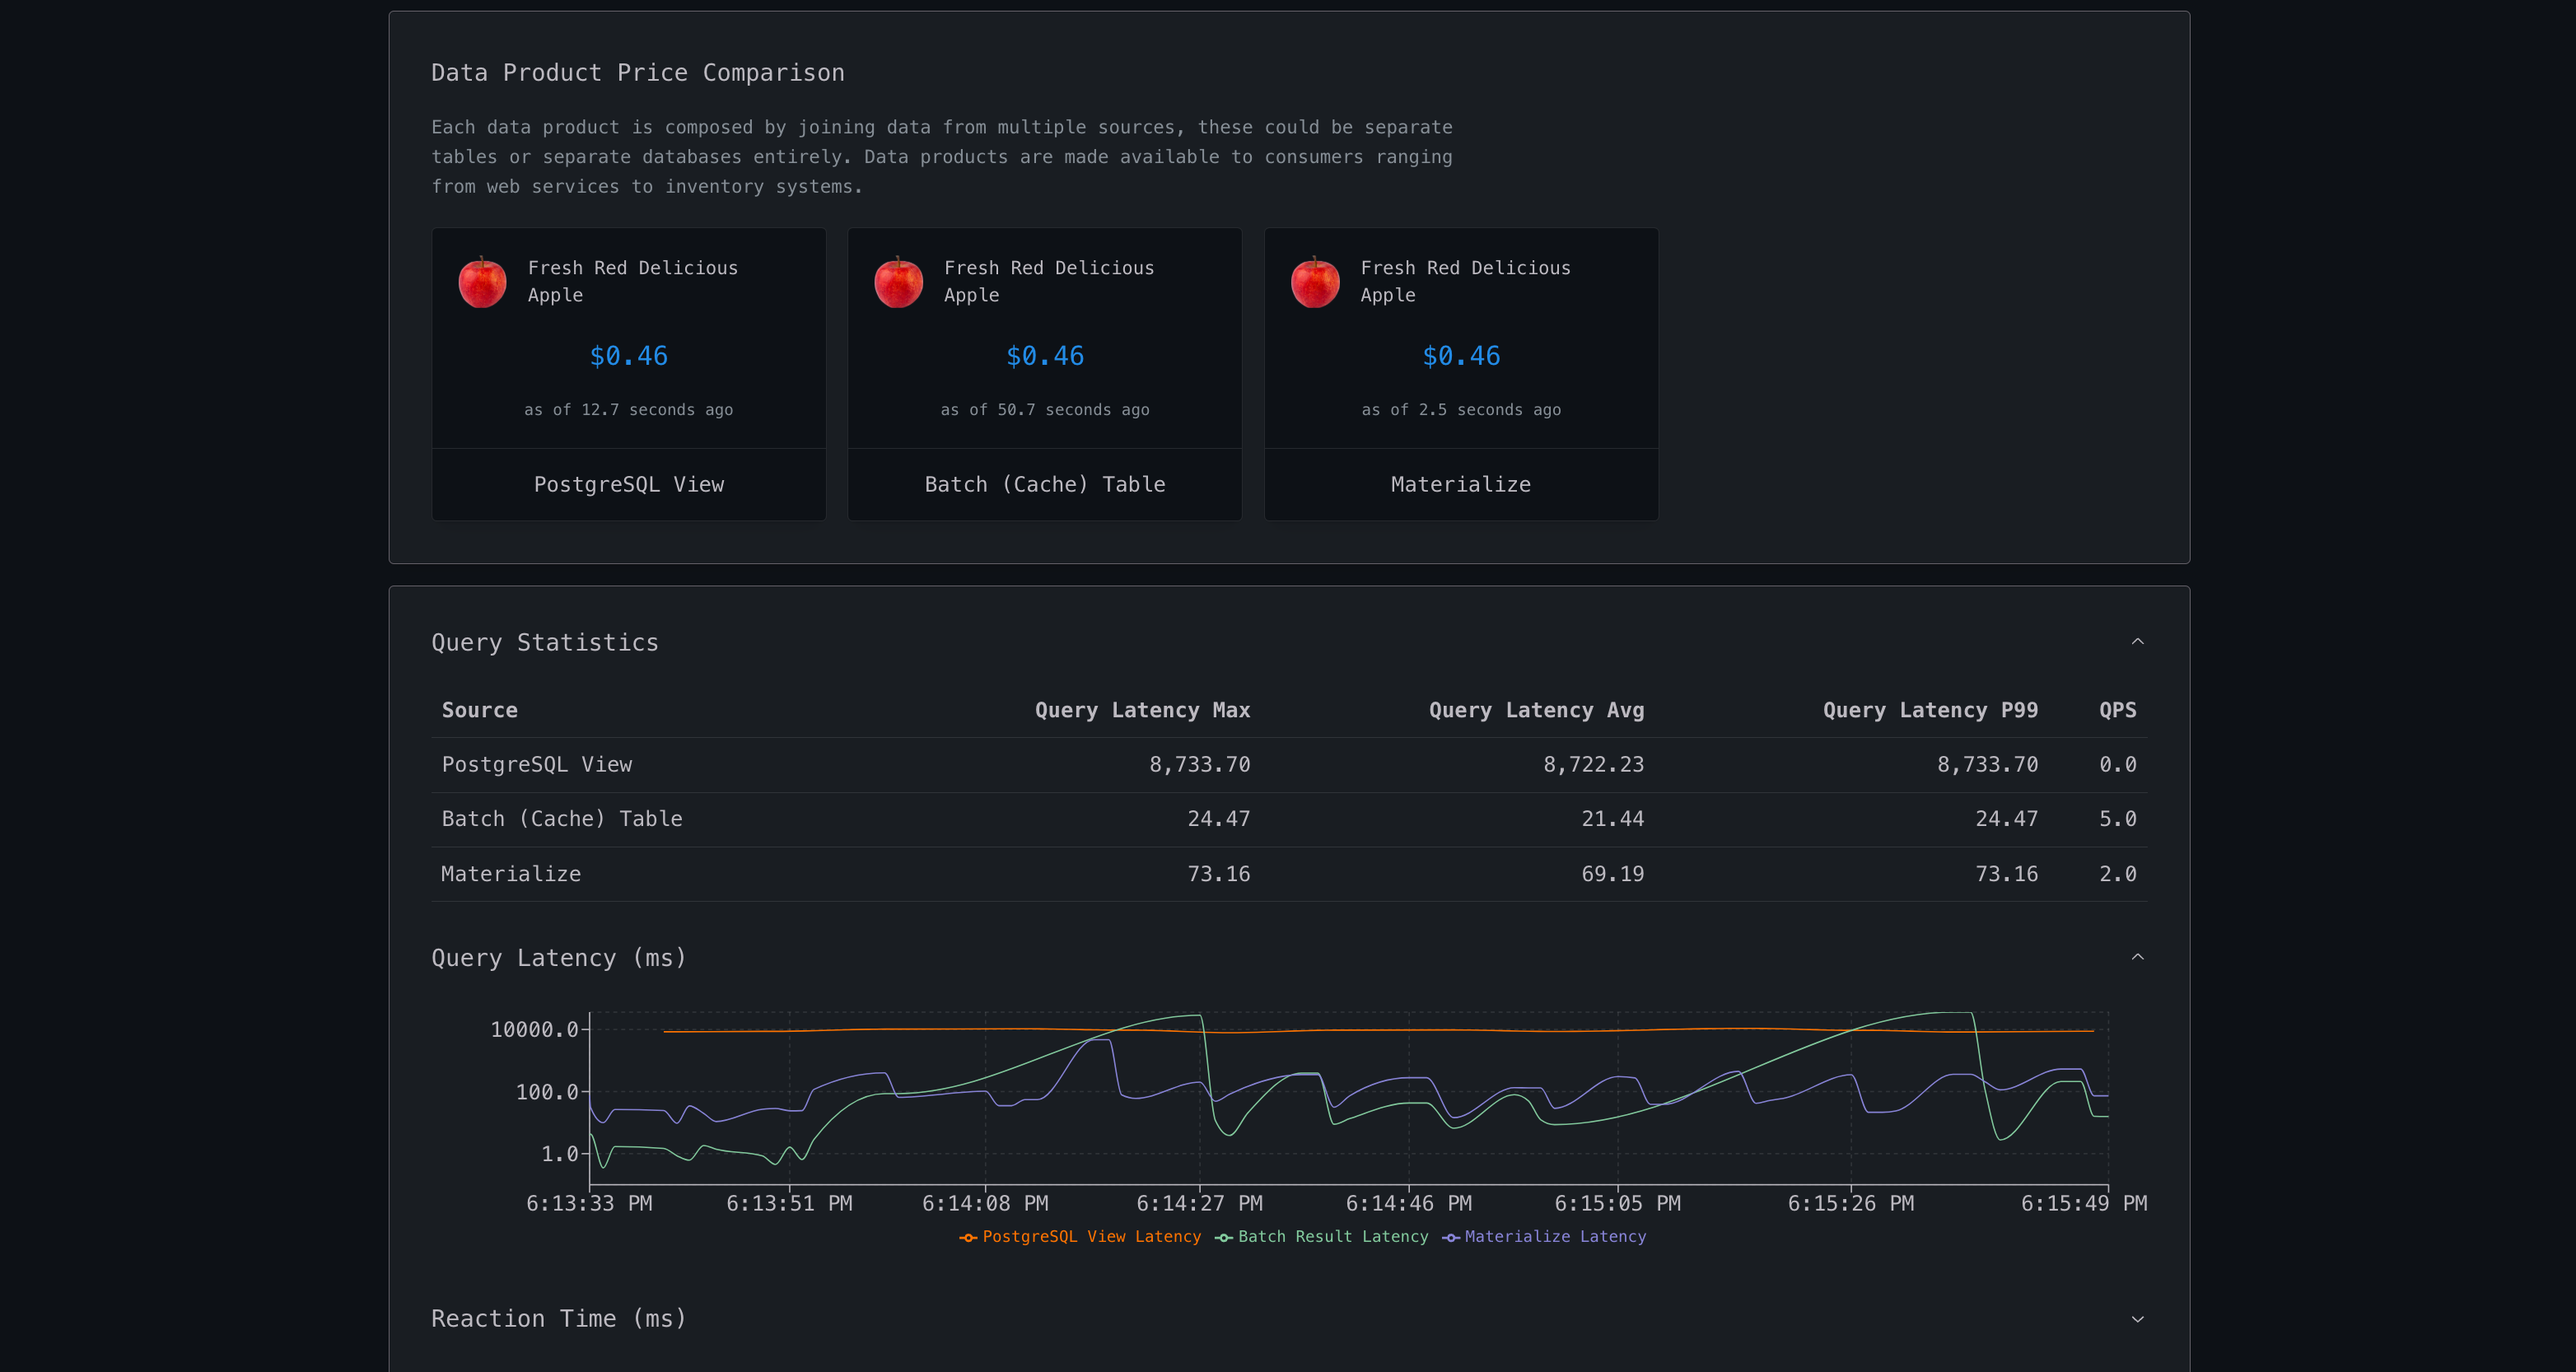 Data Product Price Comparison
Each data product is composed by joining data from multiple sources, these could be separate
tables or separate databases entirely. Data products are made available to consumers ranging
from web services to inventory systems.
Fresh Red Delicious
Apple
$0.46
as of 12.7 seconds ago
PostgreSQL View
Fresh Red Delicious
Apple
$0.46
as of 50.7 seconds ago
Batch (Cache) Table
Fresh Red Delicious
Apple
$0.46
as of 2.5 seconds ago
Materialize
Query Statistics
Source Query Latency Max Query Latency Avg Query Latency P99 QPS
PostgreSQL View 8,733.70 8,722.23 8,733.70 0.0
Batch (Cache) Table 24.47 21.44 24.47 5.0
Materialize 73.16 69.19 73.16 2.0
Query Latency (ms)
10000.0
100.0
1.0
6:13:33 PM 6:13:51 PM 6:14:08 PM 6:14:27 PM 6:14:46 PM 6:15:05 PM 6:15:26 PM 6:15:49 PM
PostgreSQL View Latency Batch Result Latency Materialize Latency
Reaction Time (ms)